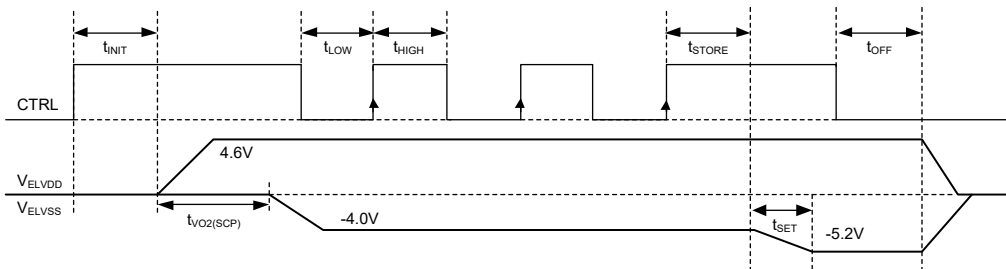 tINIT
tLOW
tHIGH
tSTORE
tOFF
CTRL
4.6V
VELVDD
VELVSS
tVO2(SCP)
-4.0V
tSET
-5.2V